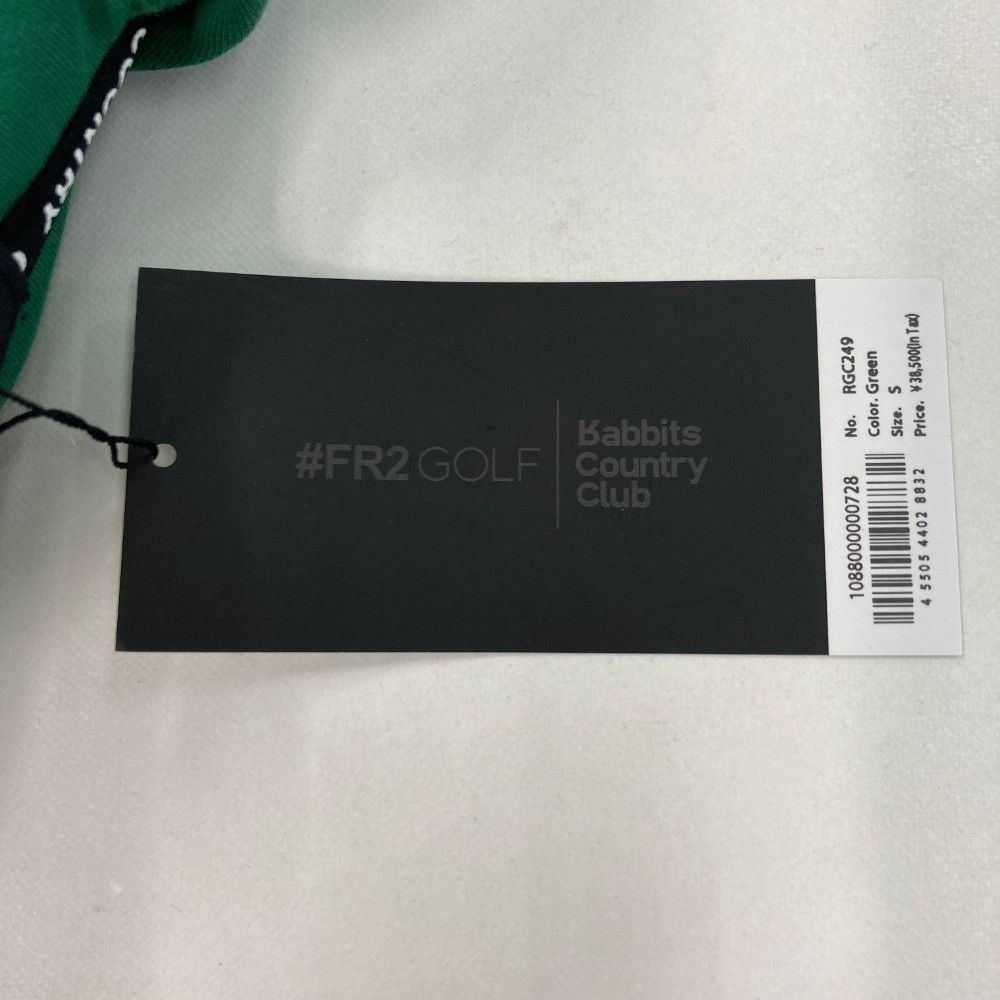 #FR2 GOLF
Rabbits
Country
Club
No. RGC249
Color. Green
Size. S
Price. ¥38,500(In Tax)
1088000000728
4 5505 4402 8832